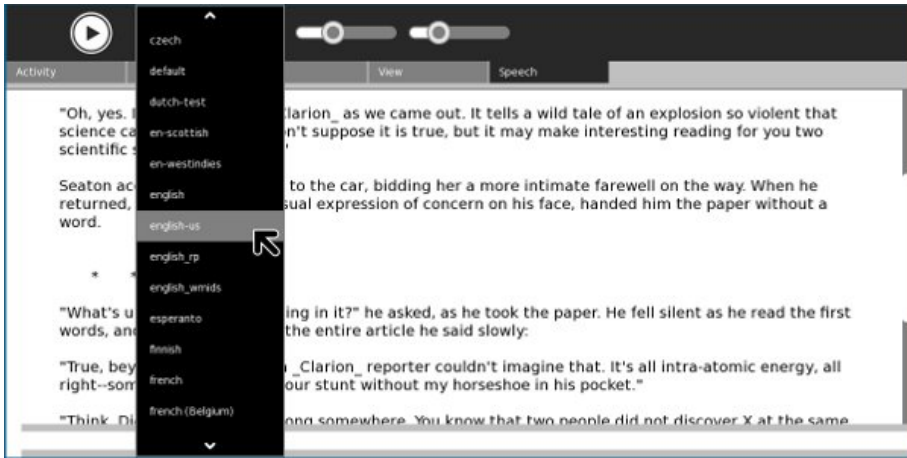 Activity
View
Speech
czech
default
dutch-test
en-scottish
en-westindies
english
english-us
english_rp
english_wmids
esperanto
finnish
french
french (Belgium)
"Oh, yes. I larion_ as we came out. It tells a wild tale of an explosion so violent that
science ca n't suppose it is true, but it may make interesting reading for you two
scientific s '
Seaton ac to the car, bidding her a more intimate farewell on the way. When he
returned, sual expression of concern on his face, handed him the paper without a
word.
* *
"What's u ing in it?" he asked, as he took the paper. He fell silent as he read the first
words, and the entire article he said slowly:
"True, bey _Clarion_ reporter couldn't imagine that. It's all intra-atomic energy, all
right--som our stunt without my horseshoe in his pocket."
"Think, Di ong somewhere. You know that two people did not discover X at the same